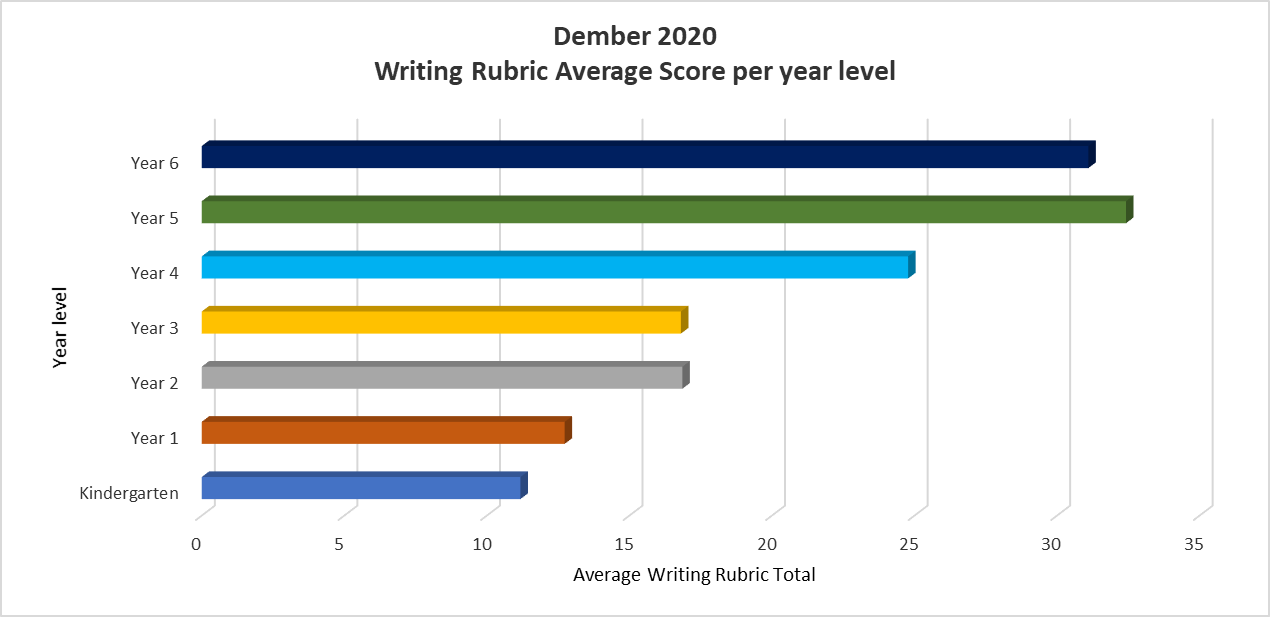 Dember 2020
Writing Rubric Average Score per year level
Year 6
Year 5
Year 4
Year 3
Year 2
Year 1
Kindergarten
Year level
0 5 10 15 20 25 30 35
Average Writing Rubric Total